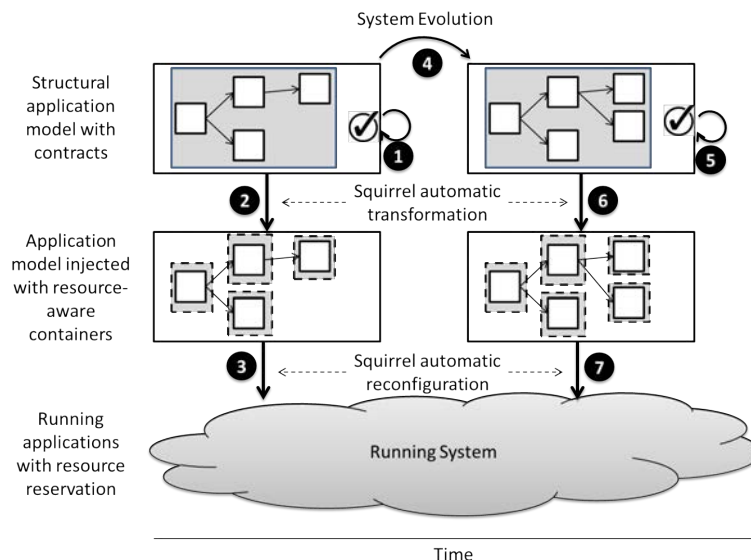 System Evolution
4
Structural
application
model with
contracts
1
5
2
Squirrel automatic
transformation
6
Application
model injected
with resource-
aware
containers
3
Squirrel automatic
reconfiguration
7
Running
applications
with resource
reservation
Running System
Time